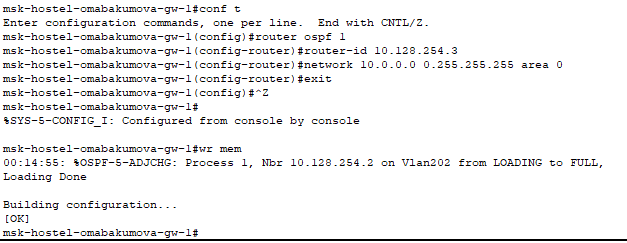 msk-hostel-omabakumova-gw-1#conf t
Enter configuration commands, one per line.  End with CNTL/Z.
msk-hostel-omabakumova-gw-1(config)#router ospf 1
msk-hostel-omabakumova-gw-1(config-router)#router-id 10.128.254.3
msk-hostel-omabakumova-gw-1(config-router)#network 10.0.0.0 0.255.255.255 area 0
msk-hostel-omabakumova-gw-1(config-router)#exit
msk-hostel-omabakumova-gw-1(config)#^Z
msk-hostel-omabakumova-gw-1#
%SYS-5-CONFIG_I: Configured from console by console
msk-hostel-omabakumova-gw-1#wr mem
00:14:55: %OSPF-5-ADJCHG: Process 1, Nbr 10.128.254.2 on Vlan202 from LOADING to FULL,
Loading Done
Building configuration...
[OK]
msk-hostel-omabakumova-gw-1#